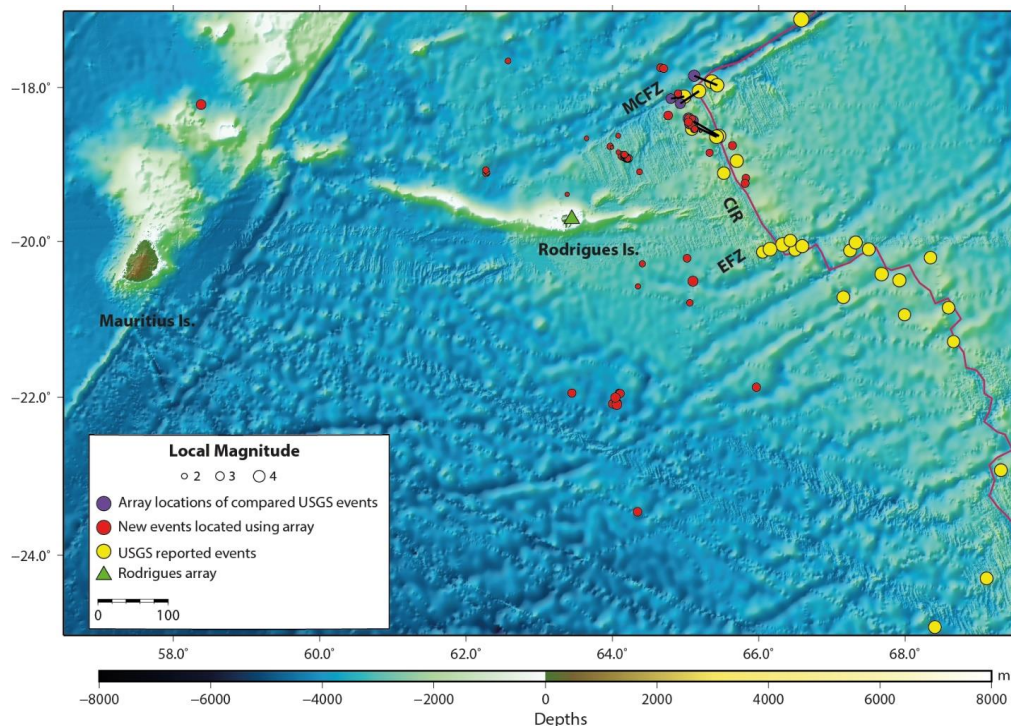 −18.0˚
−20.0˚
−22.0˚
−24.0˚
MCFZ
CIR
EFZ
Rodrigues Is.
Mauritius Is.
Local Magnitude
2 3 4
Array locations of compared USGS events
New events located using array
USGS reported events
Rodrigues array
0 100
58.0˚ 60.0˚ 62.0˚ 64.0˚ 66.0˚ 68.0˚
m
−8000 −6000 −4000 −2000 0 2000 4000 6000 8000
Depths